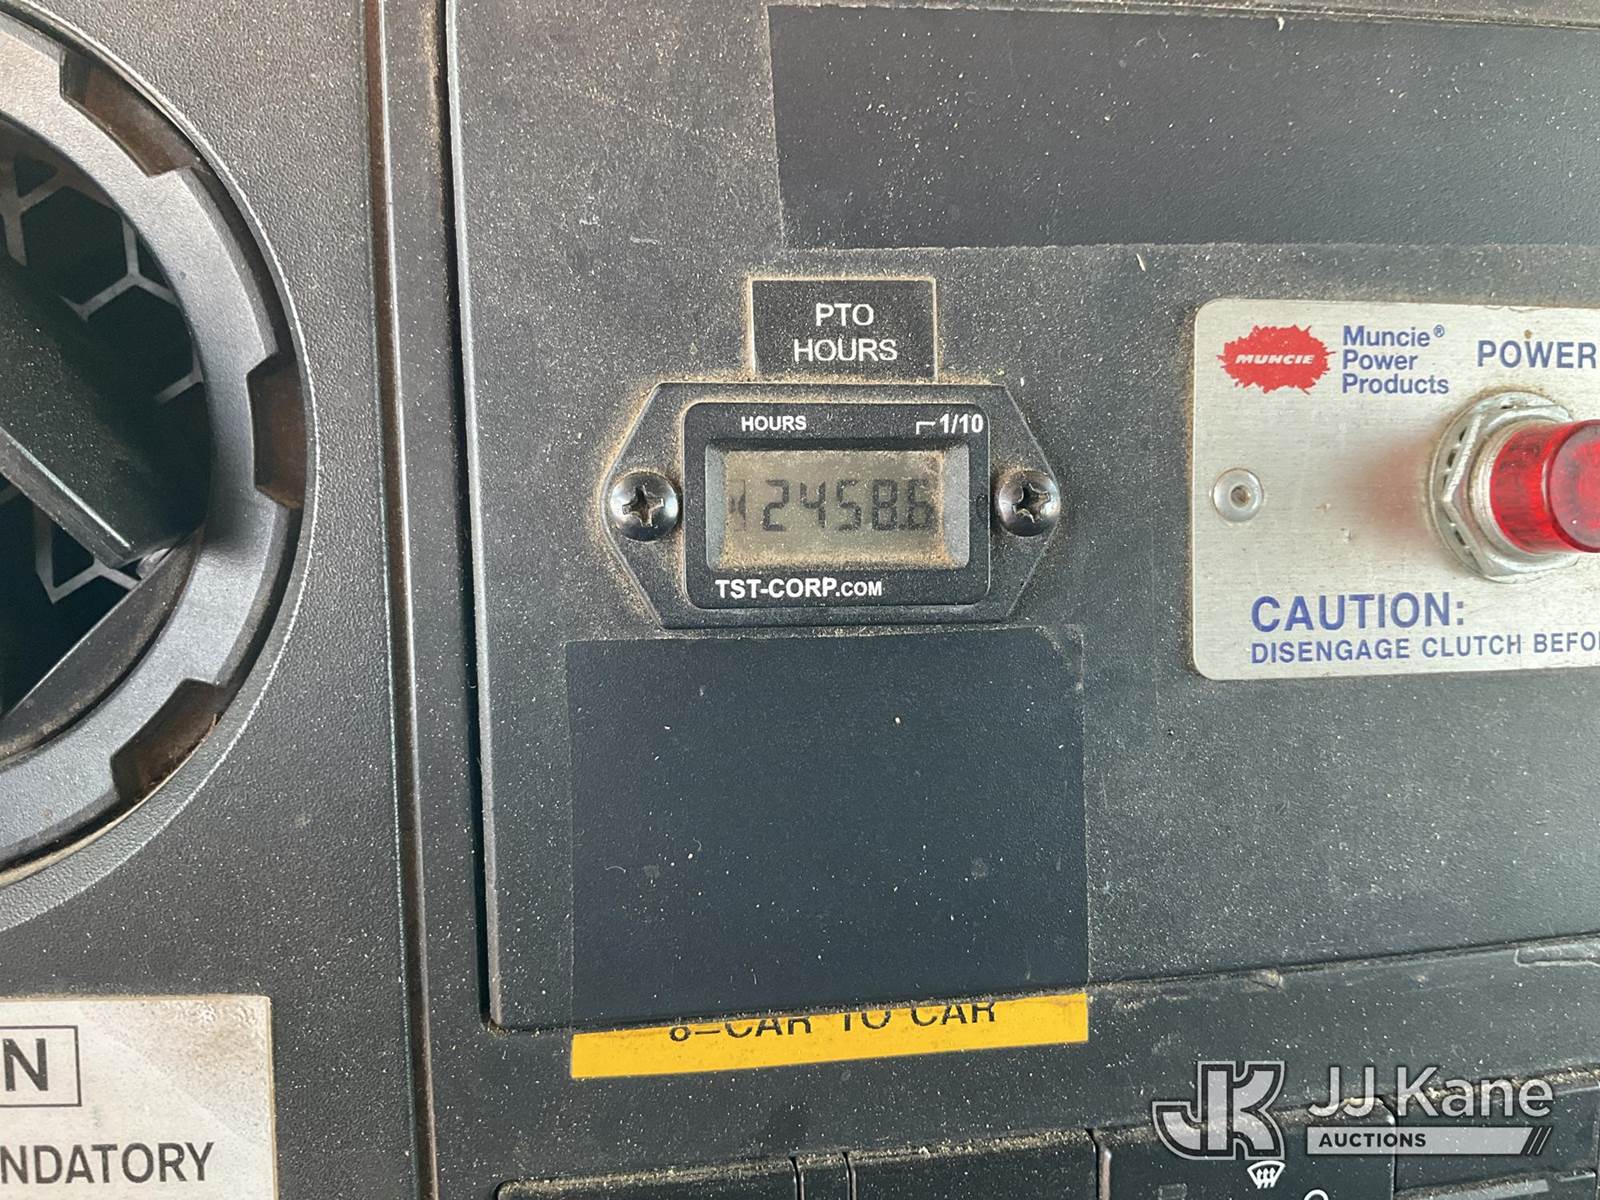 PTO
HOURS
HOURS 1/10
2458.6
TST-CORP.COM
MUNCIE
Muncie®
Power
Products
POWER
CAUTION:
DISENGAGE CLUTCH
8=CAR TO CAR
N
NDATORY
JK JJ Kane
AUCTIONS